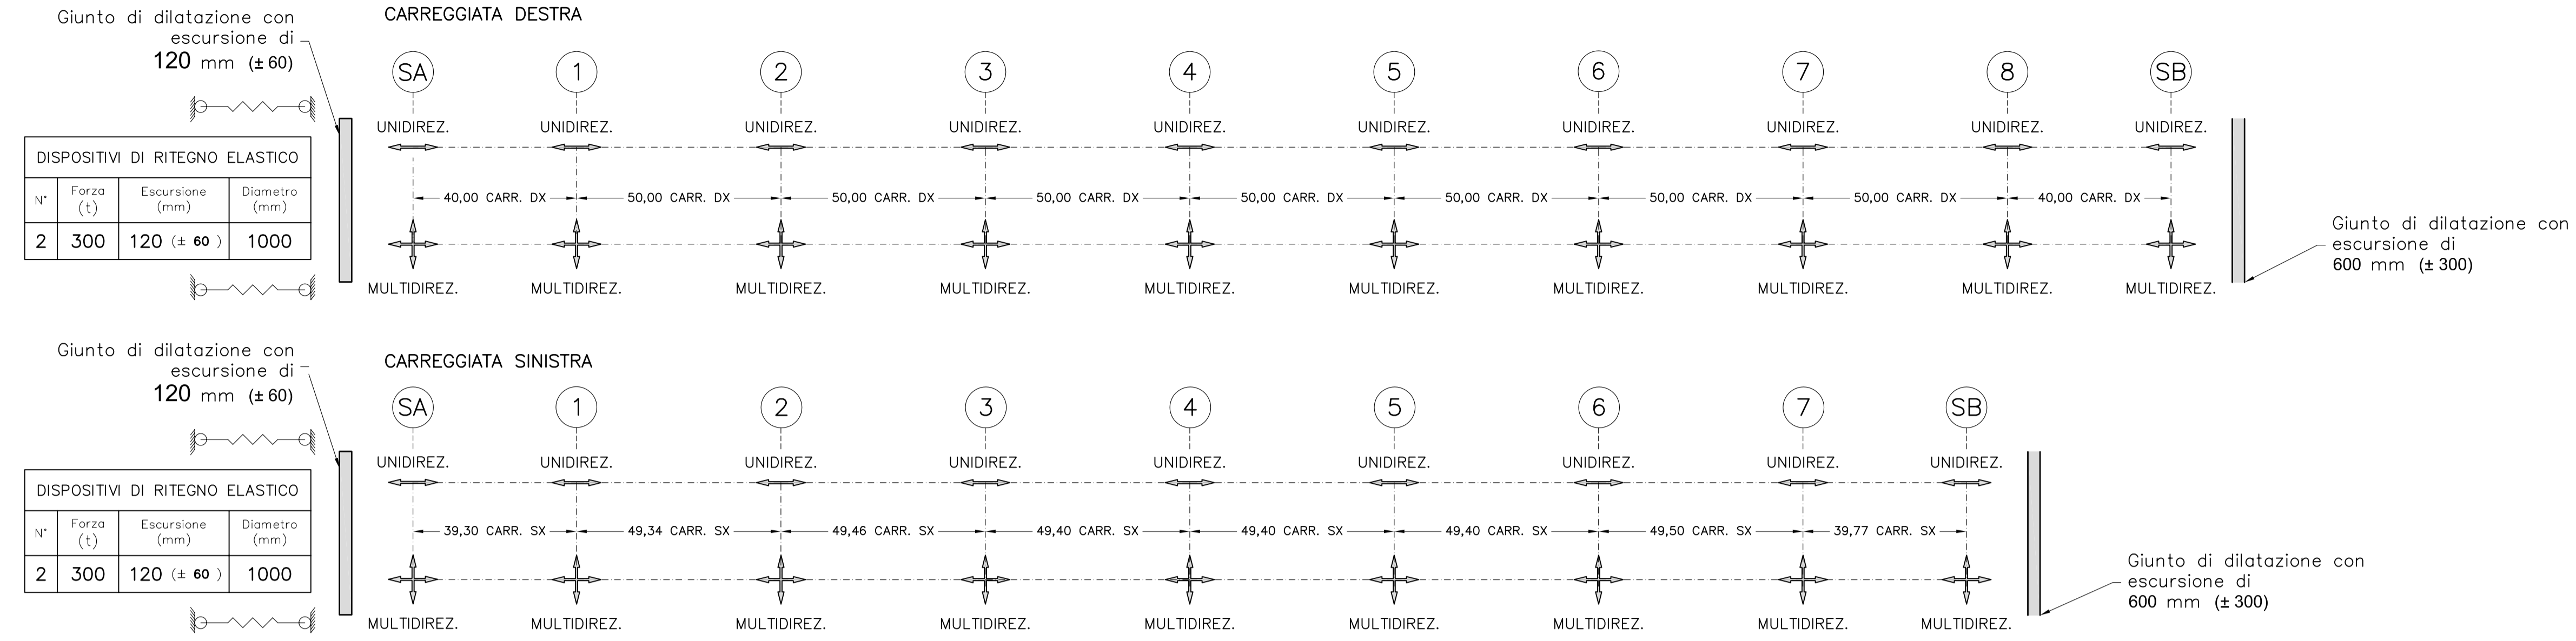 CARREGGIATA DESTRA
Giunto di dilatazione con
escursione di
120 mm (± 60)
SA 1 2 3 4 5 6 7 8 SB
UNIDIREZ. UNIDIREZ. UNIDIREZ. UNIDIREZ. UNIDIREZ. UNIDIREZ. UNIDIREZ. UNIDIREZ. UNIDIREZ. UNIDIREZ.
DISPOSITIVI DI RITEGNO ELASTICO
N° Forza (t) Escursione (mm) Diametro (mm)
2 300 120 (± 60 ) 1000
40,00 CARR. DX 50,00 CARR. DX 50,00 CARR. DX 50,00 CARR. DX 50,00 CARR. DX 50,00 CARR. DX 50,00 CARR. DX 50,00 CARR. DX 40,00 CARR. DX
MULTIDIREZ. MULTIDIREZ. MULTIDIREZ. MULTIDIREZ. MULTIDIREZ. MULTIDIREZ. MULTIDIREZ. MULTIDIREZ. MULTIDIREZ. MULTIDIREZ.
Giunto di dilatazione con
escursione di
600 mm (± 300)
CARREGGIATA SINISTRA
Giunto di dilatazione con
escursione di
120 mm (± 60)
SA 1 2 3 4 5 6 7 SB
UNIDIREZ. UNIDIREZ. UNIDIREZ. UNIDIREZ. UNIDIREZ. UNIDIREZ. UNIDIREZ. UNIDIREZ. UNIDIREZ.
DISPOSITIVI DI RITEGNO ELASTICO
N° Forza (t) Escursione (mm) Diametro (mm)
2 300 120 (± 60 ) 1000
39,30 CARR. SX 49,34 CARR. SX 49,46 CARR. SX 49,40 CARR. SX 49,40 CARR. SX 49,40 CARR. SX 49,50 CARR. SX 39,77 CARR. SX
MULTIDIREZ. MULTIDIREZ. MULTIDIREZ. MULTIDIREZ. MULTIDIREZ. MULTIDIREZ. MULTIDIREZ. MULTIDIREZ. MULTIDIREZ.
Giunto di dilatazione con
escursione di
600 mm (± 300)